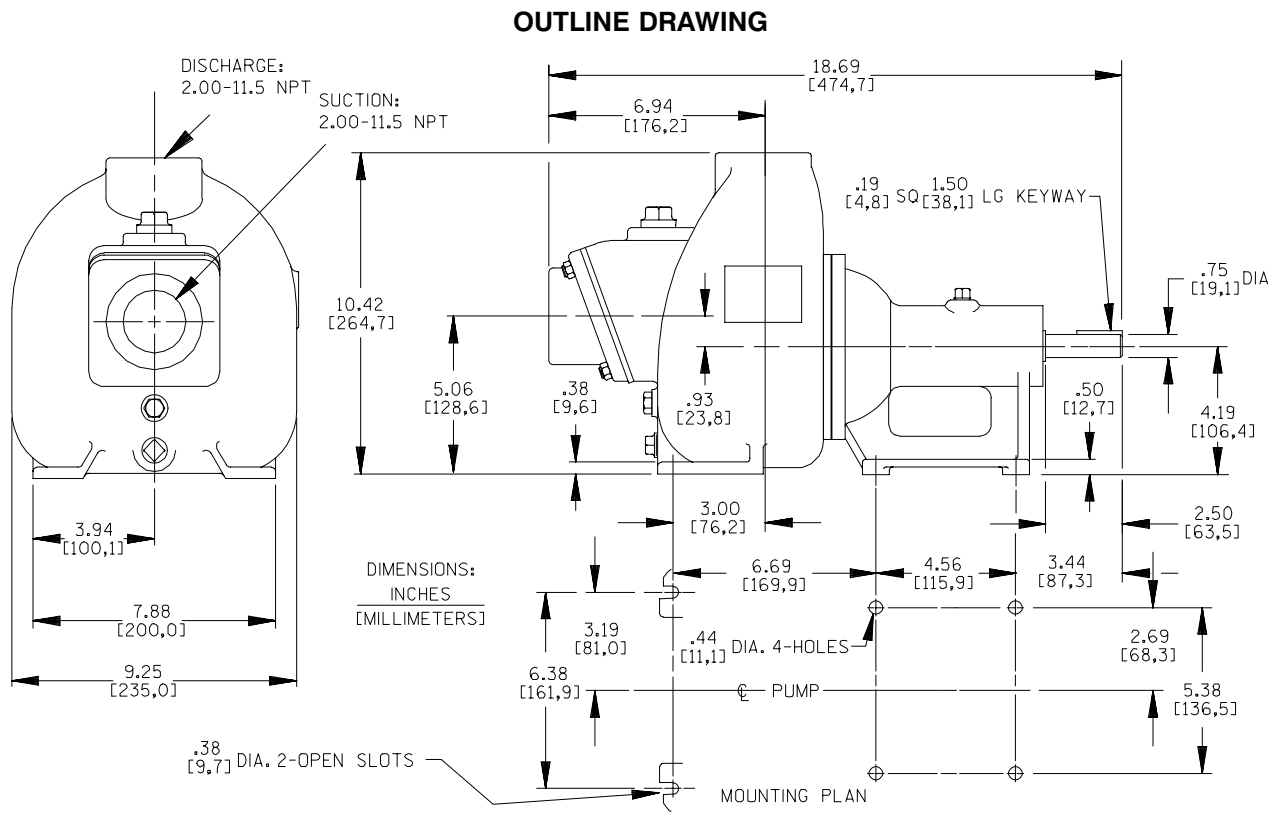 OUTLINE DRAWING
DISCHARGE:
2.00-11.5 NPT
SUCTION:
2.00-11.5 NPT
18.69
[474,7]
6.94
[176,2]
.19
[4,8] SQ 1.50
[38,1] LG KEYWAY
.75
[19,1] DIA
10.42
[264,7]
5.06
[128,6]
.38
[9,6]
.93
[23,8]
.50
[12,7]
4.19
[106,4]
3.94
[100,1]
3.00
[76,2]
2.50
[63,5]
DIMENSIONS:
INCHES
[MILLIMETERS]
6.69
[169,9]
4.56
[115,9]
3.44
[87,3]
7.88
[200,0]
3.19
[81,0]
.44
[11,1] DIA. 4-HOLES
2.69
[68,3]
9.25
[235,0]
6.38
[161,9]
℄ PUMP
5.38
[136,5]
.38
[9,7] DIA. 2-OPEN SLOTS
MOUNTING PLAN